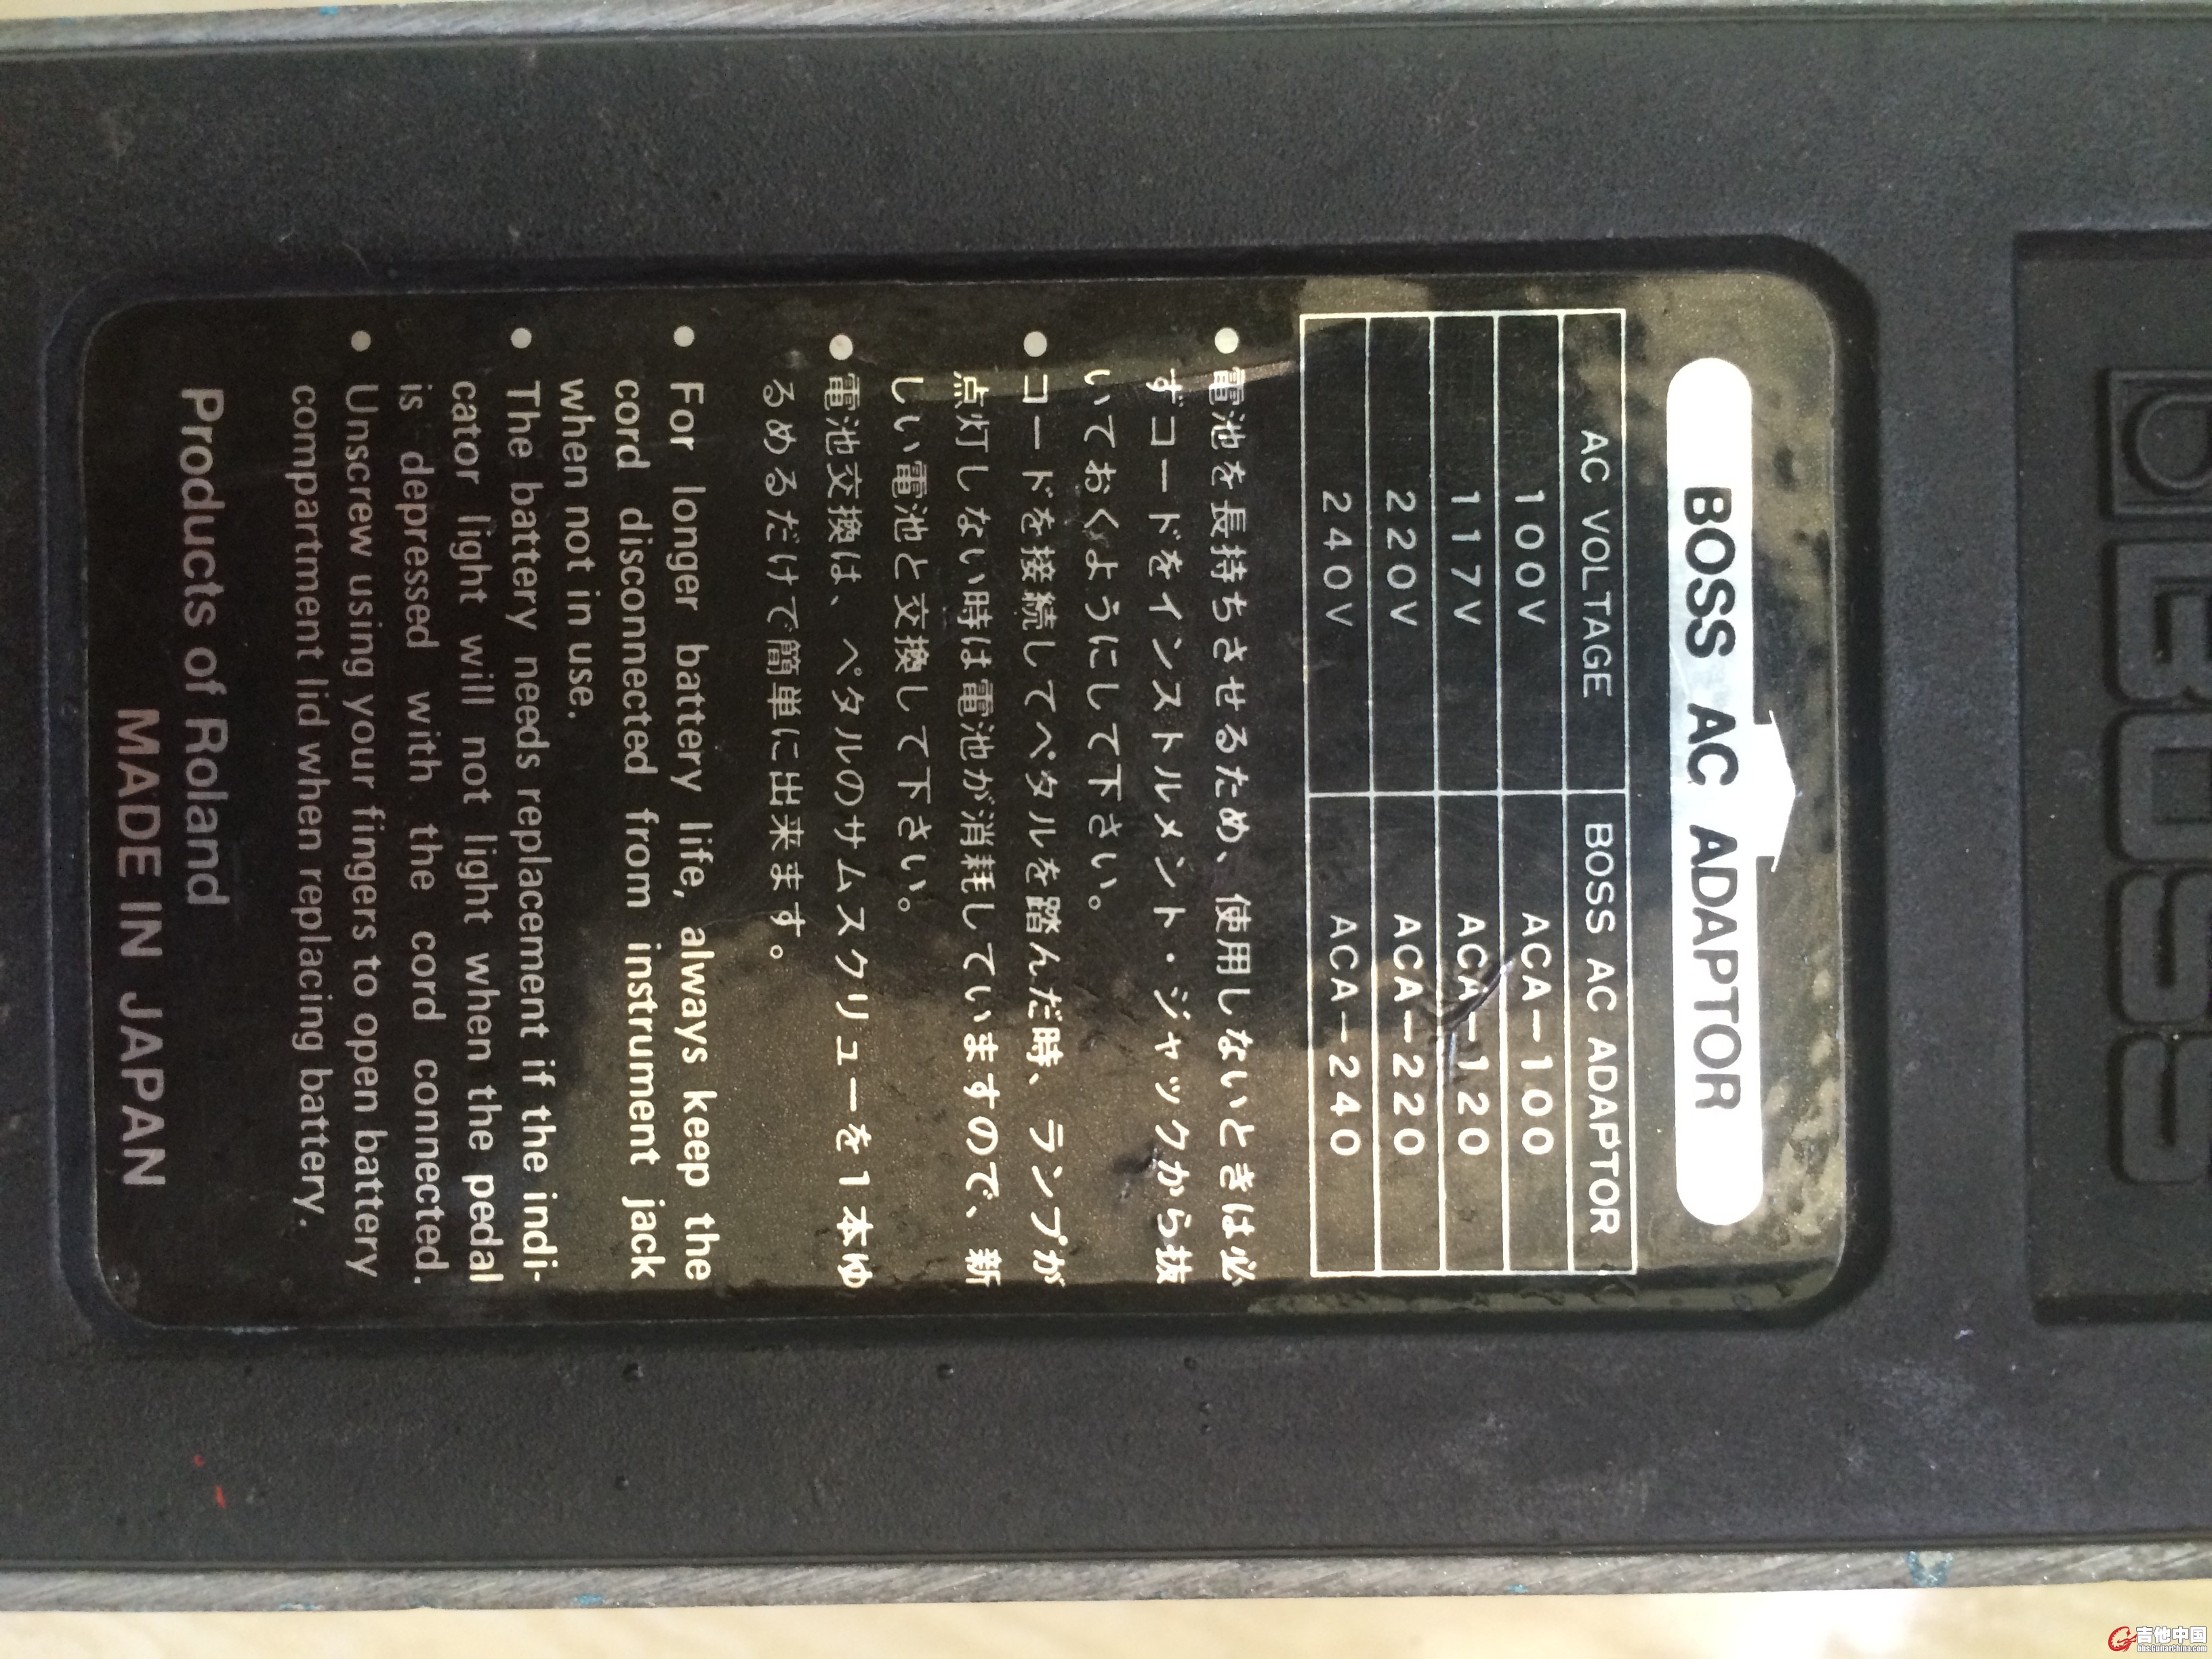 BOSS
BOSS AC ADAPTOR
AC VOLTAGE BOSS AC ADAPTOR
100V ACA-100
117V ACA-120
220V ACA-220
240V ACA-240
● 電池を長持ちさせるため、使用しないときは必
ずコードをインストルメント・ジャックから抜
いておくようにして下さい。
● コードを接続してペタルを踏んだ時、ランプが
点灯しない時は電池が消耗していますので、新
しい電池と交換して下さい。
● 電池交換は、ペタルのサムスクリューを1本ゆ
るめるだけで簡単に出来ます。
● For longer battery life, always keep the
cord disconnected from instrument jack
when not in use.
● The battery needs replacement if the indi-
cator light will not light when the pedal
is depressed with the cord connected.
● Unscrew using your fingers to open battery
compartment lid when replacing battery.
Products of Roland
MADE IN JAPAN
吉他中国
bbs.GuitarChina.com